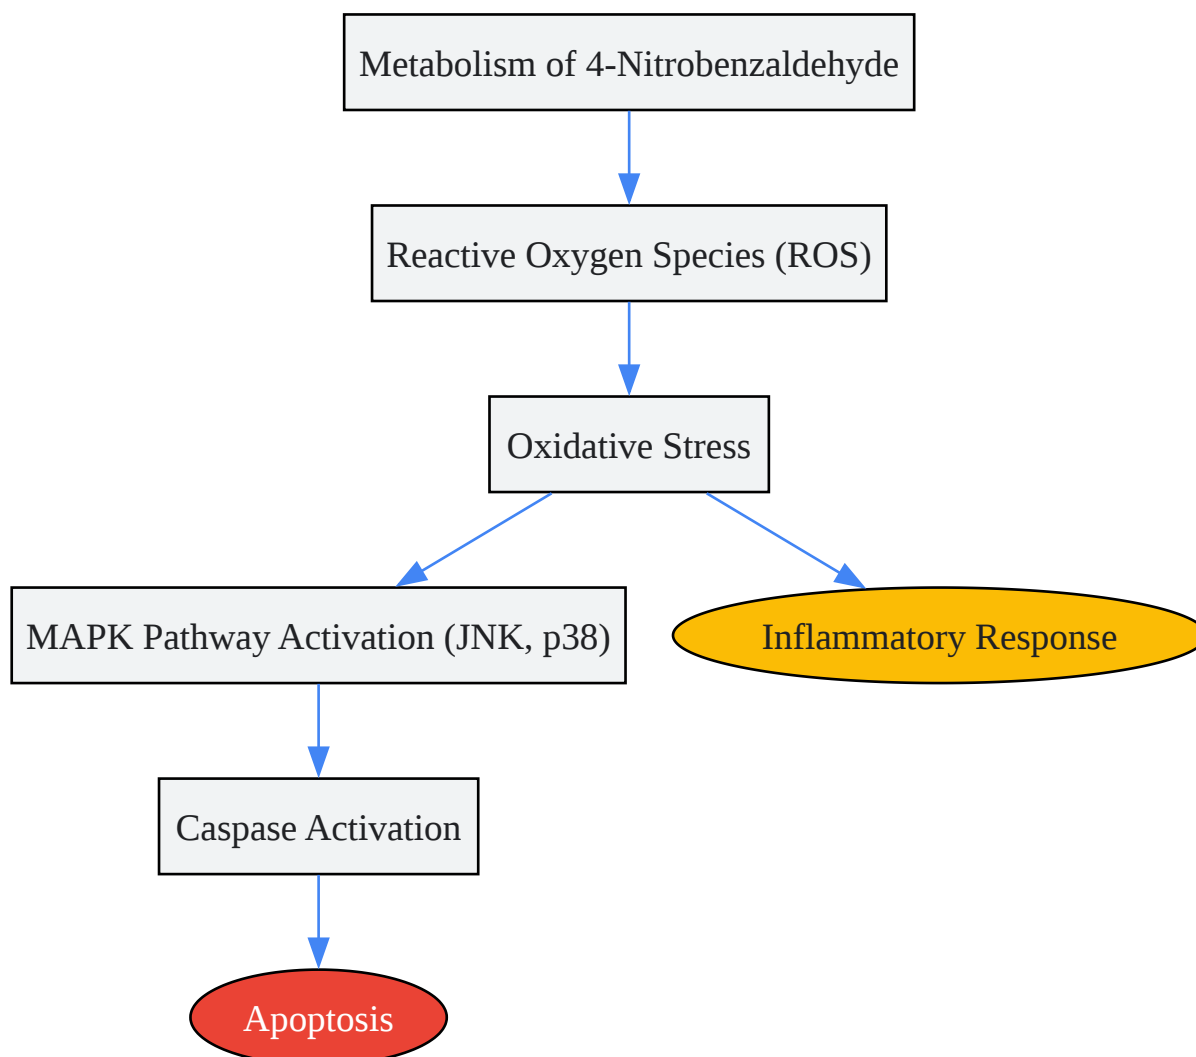 Metabolism of 4-Nitrobenzaldehyde
Reactive Oxygen Species (ROS)
Oxidative Stress
MAPK Pathway Activation (JNK, p38)
Inflammatory Response
Caspase Activation
Apoptosis